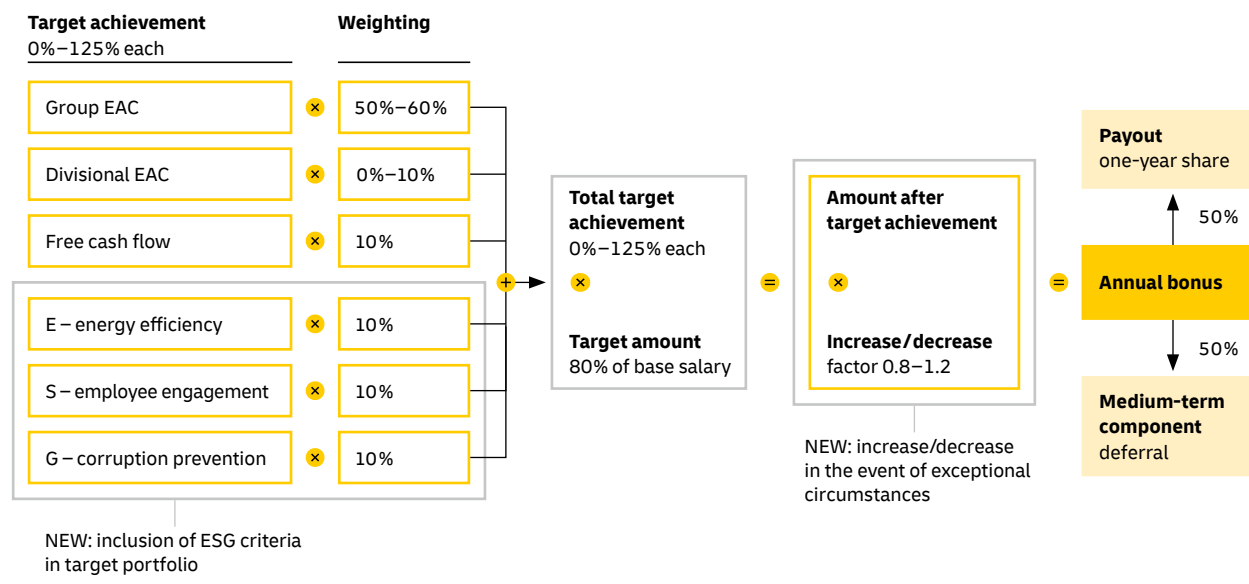 Target achievement
0%–125% each
Weighting
Group EAC
×
50%–60%
Divisional EAC
×
0%–10%
Free cash flow
×
10%
E – energy efficiency
×
10%
S – employee engagement
×
10%
G – corruption prevention
×
10%
NEW: inclusion of ESG criteria
in target portfolio
+
Total target
achievement
0%–125% each
×
Target amount
80% of base salary
=
Amount after
target achievement
×
Increase/decrease
factor 0.8–1.2
NEW: increase/decrease
in the event of exceptional
circumstances
=
Payout
one-year share
50%
Annual bonus
50%
Medium-term
component
deferral